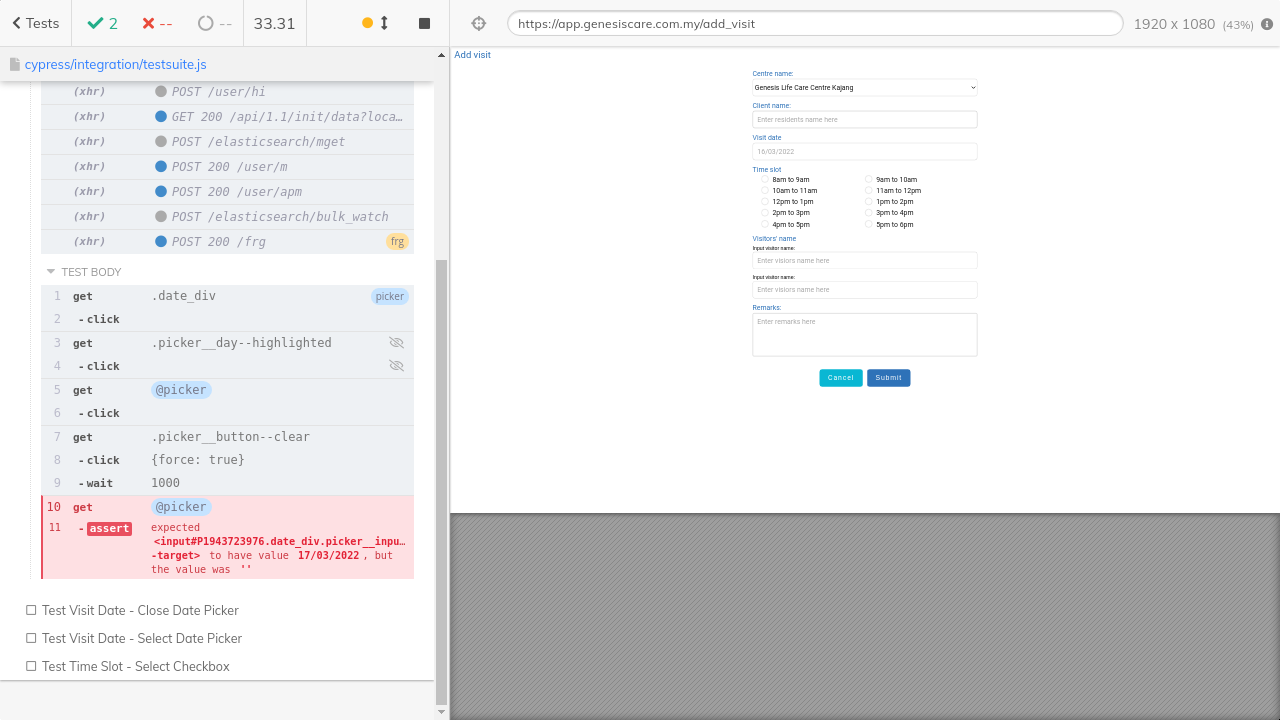 Tests
2
--
--
33.31
https://app.genesiscare.com.my/add_visit
1920 x 1080 (43%)
cypress/integration/testsuite.js
(xhr) POST /user/hi
(xhr) GET 200 /api/1.1/init/data?loca…
(xhr) POST /elasticsearch/mget
(xhr) POST 200 /user/m
(xhr) POST 200 /user/apm
(xhr) POST /elasticsearch/bulk_watch
(xhr) POST 200 /frg frg
TEST BODY
1 get .date_div picker
2 -click
3 get .picker__day--highlighted
4 -click
5 get @picker
6 -click
7 get .picker__button--clear
8 -click {force: true}
9 -wait 1000
10 get @picker
11 -assert expected
<input#P1943723976.date_div.picker__inpu…
-target> to have value 17/03/2022, but
the value was ''
Test Visit Date - Close Date Picker
Test Visit Date - Select Date Picker
Test Time Slot - Select Checkbox
Add visit
Centre name:
Genesis Life Care Centre Kajang
Client name:
Enter residents name here
Visit date
16/03/2022
Time slot
8am to 9am 9am to 10am
10am to 11am 11am to 12pm
12pm to 1pm 1pm to 2pm
2pm to 3pm 3pm to 4pm
4pm to 5pm 5pm to 6pm
Visitors' name
Input visitor name:
Enter visiors name here
Input visitor name:
Enter visiors name here
Remarks:
Enter remarks here
Cancel Submit